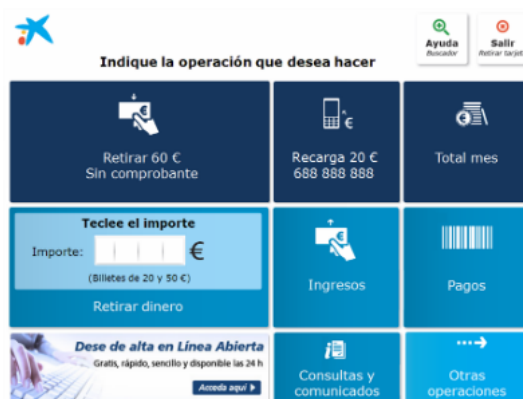 Ayuda
Buscador
Salir
Retirar tarjet
Indique la operación que desea hacer
Retirar 60 €
Sin comprobante
Recarga 20 €
688 888 888
Total mes
Teclee el importe
Importe: €
(Billetes de 20 y 50 €)
Retirar dinero
Ingresos
Pagos
Dese de alta en Línea Abierta
Gratis, rápido, sencillo y disponible las 24 h
Acceda aquí
Consultas y
comunicados
Otras
operaciones